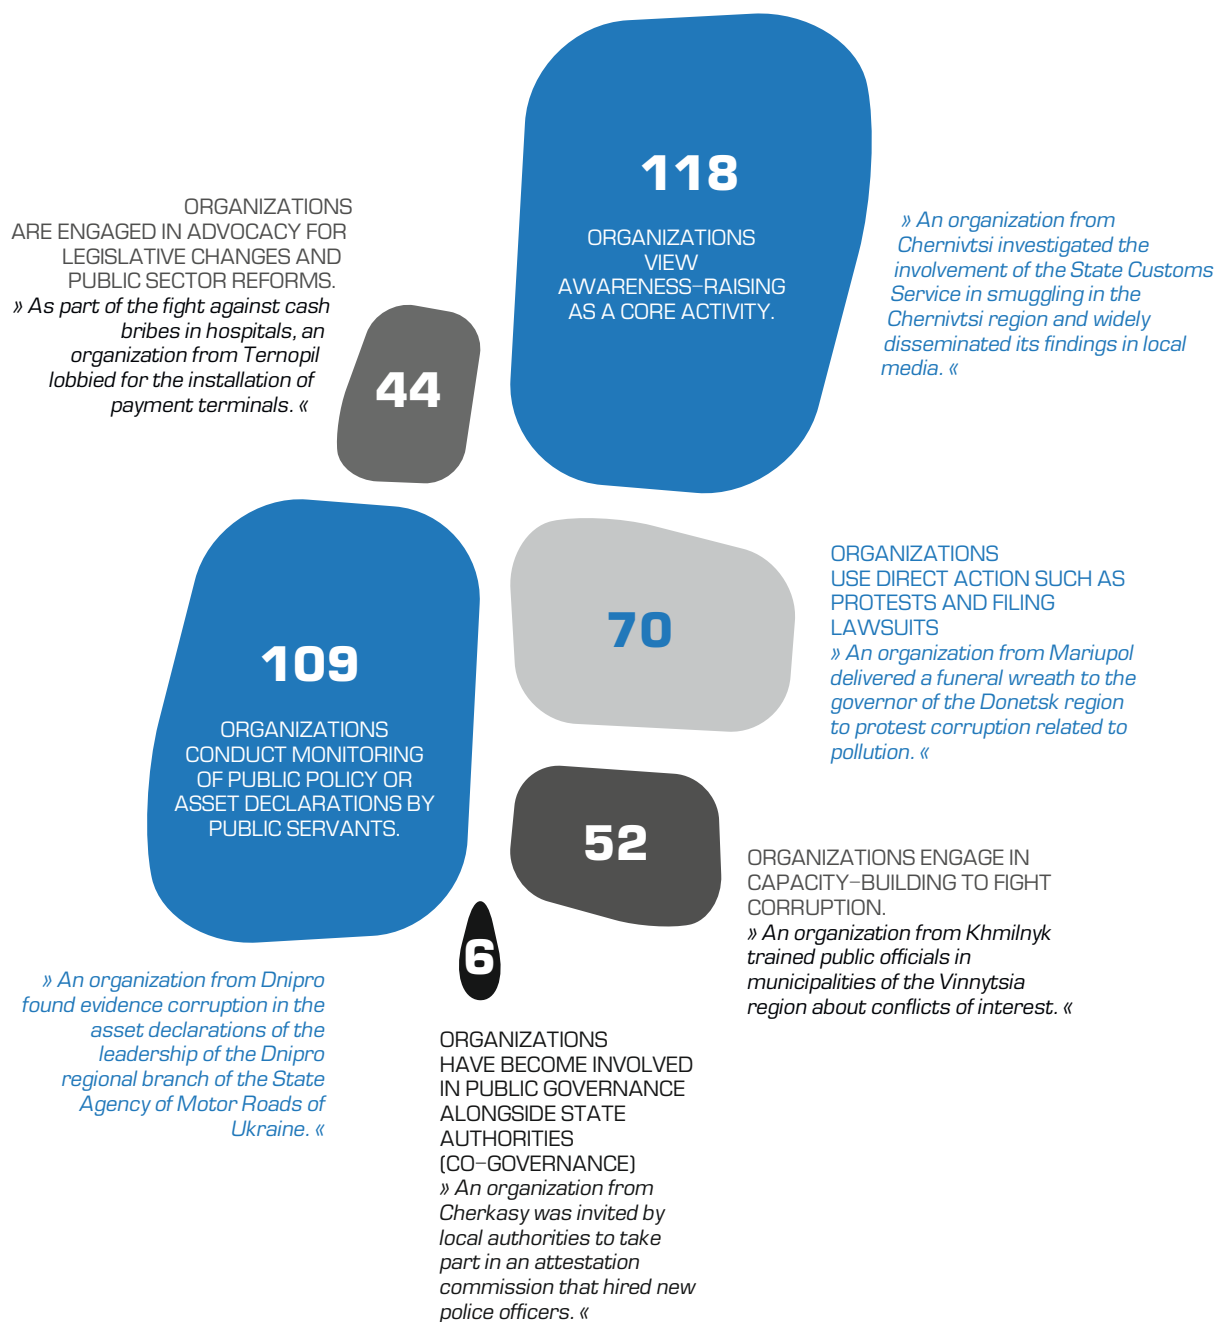 118
ORGANIZATIONS
VIEW
AWARENESS–RAISING
AS A CORE ACTIVITY.
» An organization from
Chernivtsi investigated the
involvement of the State Customs
Service in smuggling in the
Chernivtsi region and widely
disseminated its findings in local
media. «
ORGANIZATIONS
ARE ENGAGED IN ADVOCACY FOR
LEGISLATIVE CHANGES AND
PUBLIC SECTOR REFORMS.
» As part of the fight against cash
bribes in hospitals, an
organization from Ternopil
lobbied for the installation of
payment terminals. «
44
109
ORGANIZATIONS
CONDUCT MONITORING
OF PUBLIC POLICY OR
ASSET DECLARATIONS BY
PUBLIC SERVANTS.
» An organization from Dnipro
found evidence corruption in the
asset declarations of the
leadership of the Dnipro
regional branch of the State
Agency of Motor Roads of
Ukraine. «
70
ORGANIZATIONS
USE DIRECT ACTION SUCH AS
PROTESTS AND FILING
LAWSUITS
» An organization from Mariupol
delivered a funeral wreath to the
governor of the Donetsk region
to protest corruption related to
pollution. «
52
ORGANIZATIONS ENGAGE IN
CAPACITY–BUILDING TO FIGHT
CORRUPTION.
» An organization from Khmilnyk
trained public officials in
municipalities of the Vinnytsia
region about conflicts of interest. «
6
ORGANIZATIONS
HAVE BECOME INVOLVED
IN PUBLIC GOVERNANCE
ALONGSIDE STATE
AUTHORITIES
(CO–GOVERNANCE)
» An organization from
Cherkasy was invited by
local authorities to take
part in an attestation
commission that hired new
police officers. «